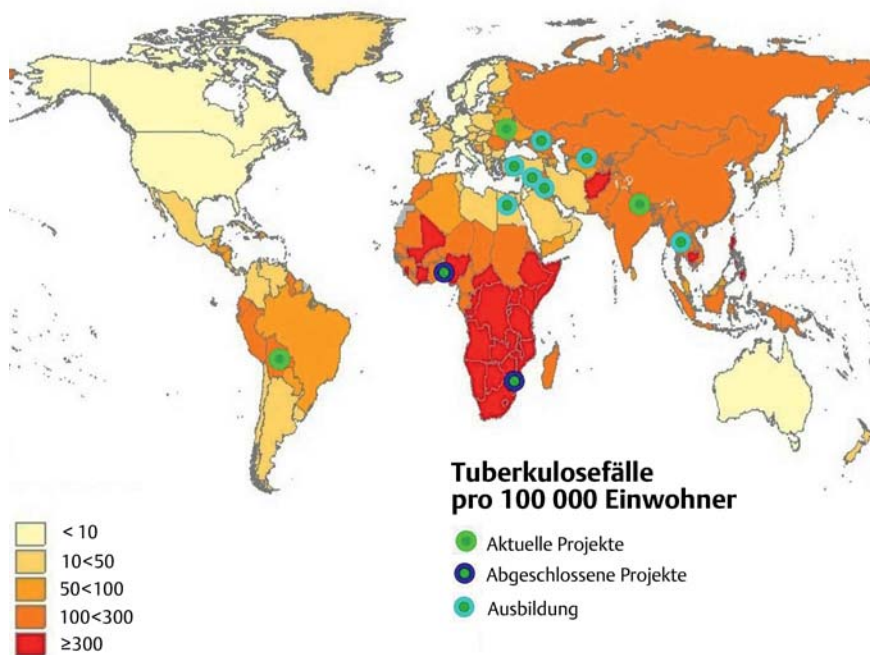 Tuberkulosefälle
pro 100 000 Einwohner
Aktuelle Projekte
Abgeschlossene Projekte
Ausbildung
< 10
10<50
50<100
100<300
≥300